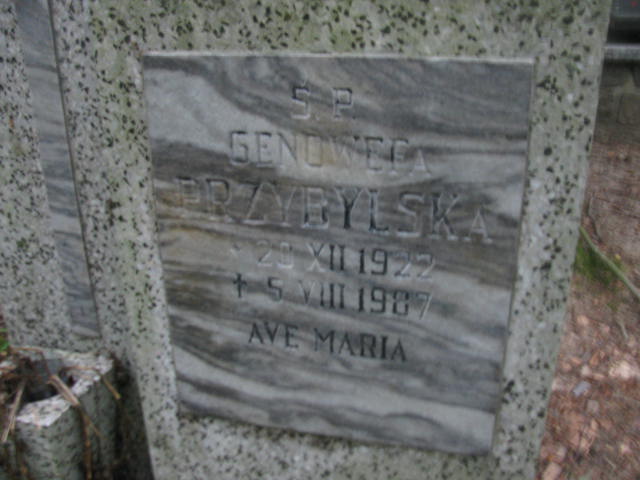 Ś. P.
GENOWEFA
PRZYBYLSKA
* 20 XII 1922
✝ 5 VIII 1987
AVE MARIA